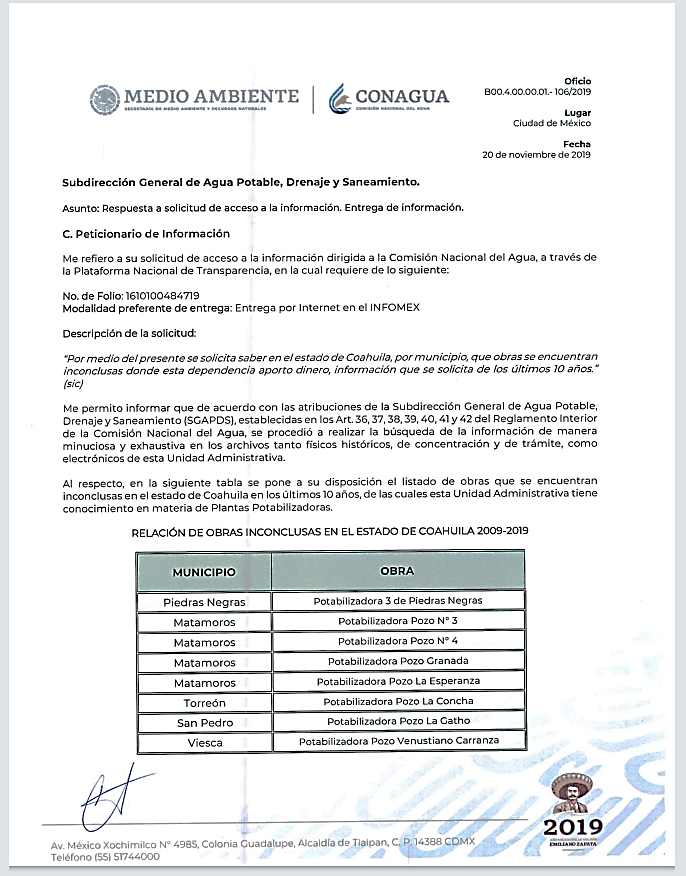 MEDIO AMBIENTE
SECRETARÍA DE MEDIO AMBIENTE Y RECURSOS NATURALES
CONAGUA
COMISIÓN NACIONAL DEL AGUA
Oficio
B00.4.00.00.01.- 106/2019
Lugar
Ciudad de México
Fecha
20 de noviembre de 2019
Subdirección General de Agua Potable, Drenaje y Saneamiento.
Asunto: Respuesta a solicitud de acceso a la información. Entrega de información.
C. Peticionario de Información
Me refiero a su solicitud de acceso a la información dirigida a la Comisión Nacional del Agua, a través de
la Plataforma Nacional de Transparencia, en la cual requiere de lo siguiente:
No. de Folio: 1610100484719
Modalidad preferente de entrega: Entrega por Internet en el INFOMEX
Descripción de la solicitud:
"Por medio del presente se solicita saber en el estado de Coahuila, por municipio, que obras se encuentran
inconclusas donde esta dependencia aporto dinero, información que se solicita de los últimos 10 años."
(sic)
Me permito informar que de acuerdo con las atribuciones de la Subdirección General de Agua Potable,
Drenaje y Saneamiento (SGAPDS), establecidas en los Art. 36, 37, 38, 39, 40, 41 y 42 del Reglamento Interior
de la Comisión Nacional del Agua, se procedió a realizar la búsqueda de la información de manera
minuciosa y exhaustiva en los archivos tanto físicos históricos, de concentración y de trámite, como
electrónicos de esta Unidad Administrativa.
Al respecto, en la siguiente tabla se pone a su disposición el listado de obras que se encuentran
inconclusas en el estado de Coahuila en los últimos 10 años, de las cuales esta Unidad Administrativa tiene
conocimiento en materia de Plantas Potabilizadoras.
RELACIÓN DE OBRAS INCONCLUSAS EN EL ESTADO DE COAHUILA 2009-2019
MUNICIPIO OBRA
Piedras Negras Potabilizadora 3 de Piedras Negras
Matamoros Potabilizadora Pozo N° 3
Matamoros Potabilizadora Pozo N° 4
Matamoros Potabilizadora Pozo Granada
Matamoros Potabilizadora Pozo La Esperanza
Torreón Potabilizadora Pozo La Concha
San Pedro Potabilizadora Pozo La Gatho
Viesca Potabilizadora Pozo Venustiano Carranza
2019
EMILIANO ZAPATA
Av. México Xochimilco N° 4985, Colonia Guadalupe, Alcaldía de Tlalpan, C. P. 14388 CDMX
Teléfono (55) 51744000